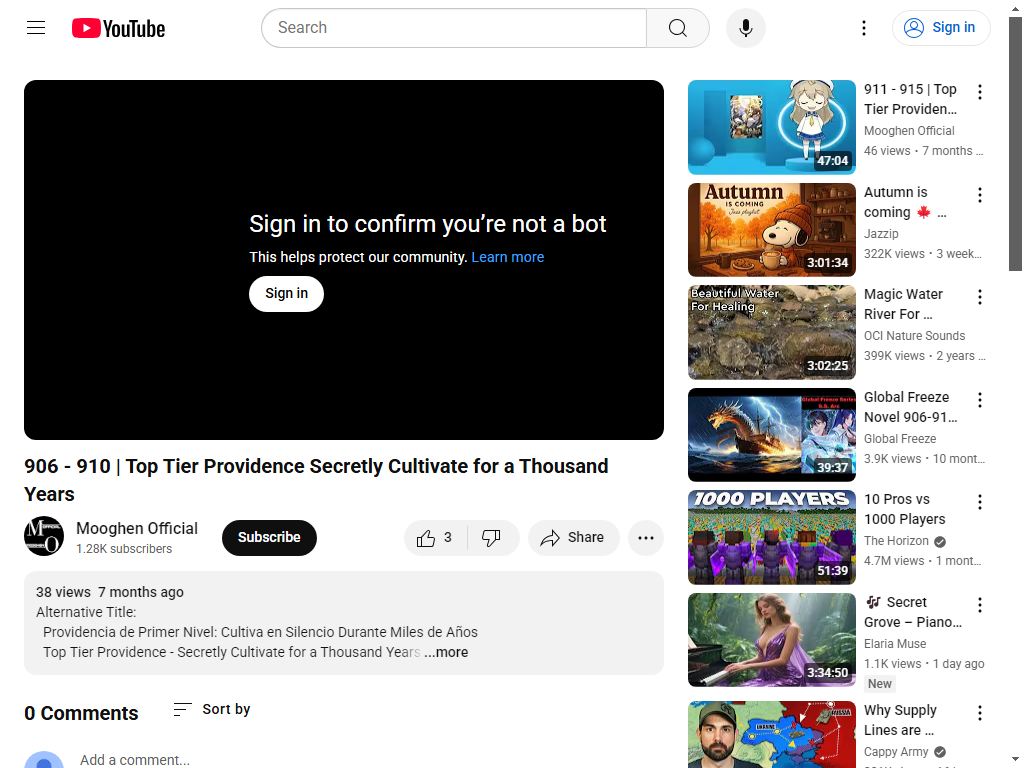 YouTube
Search
Sign in
Sign in to confirm you’re not a bot
This helps protect our community. Learn more
Sign in
906 - 910 | Top Tier Providence Secretly Cultivate for a Thousand
Years
Mooghen Official
1.28K subscribers
Subscribe
3
Share
38 views 7 months ago
Alternative Title:
Providencia de Primer Nivel: Cultiva en Silencio Durante Miles de Años
Top Tier Providence - Secretly Cultivate for a Thousand Years ...more
0 Comments
Sort by
Add a comment...
47:04
911 - 915 | Top
Tier Providen...
Mooghen Official
46 views • 7 months ...
Autumn
IS COMING
Jazz playlist
3:01:34
Autumn is
coming 🍁 ...
Jazzip
322K views • 3 week...
Beautiful Water
For Healing
3:02:25
Magic Water
River For ...
OCI Nature Sounds
399K views • 2 years ...
39:37
Global Freeze
Novel 906-91...
Global Freeze
3.9K views • 10 mont...
1000 PLAYERS
51:39
10 Pros vs
1000 Players
The Horizon
4.7M views • 1 mont...
3:34:50
🎶 Secret
Grove – Piano...
Elaria Muse
1.1K views • 1 day ago
New
UKRAINE
RUSSIA
Why Supply
Lines are ...
Cappy Army